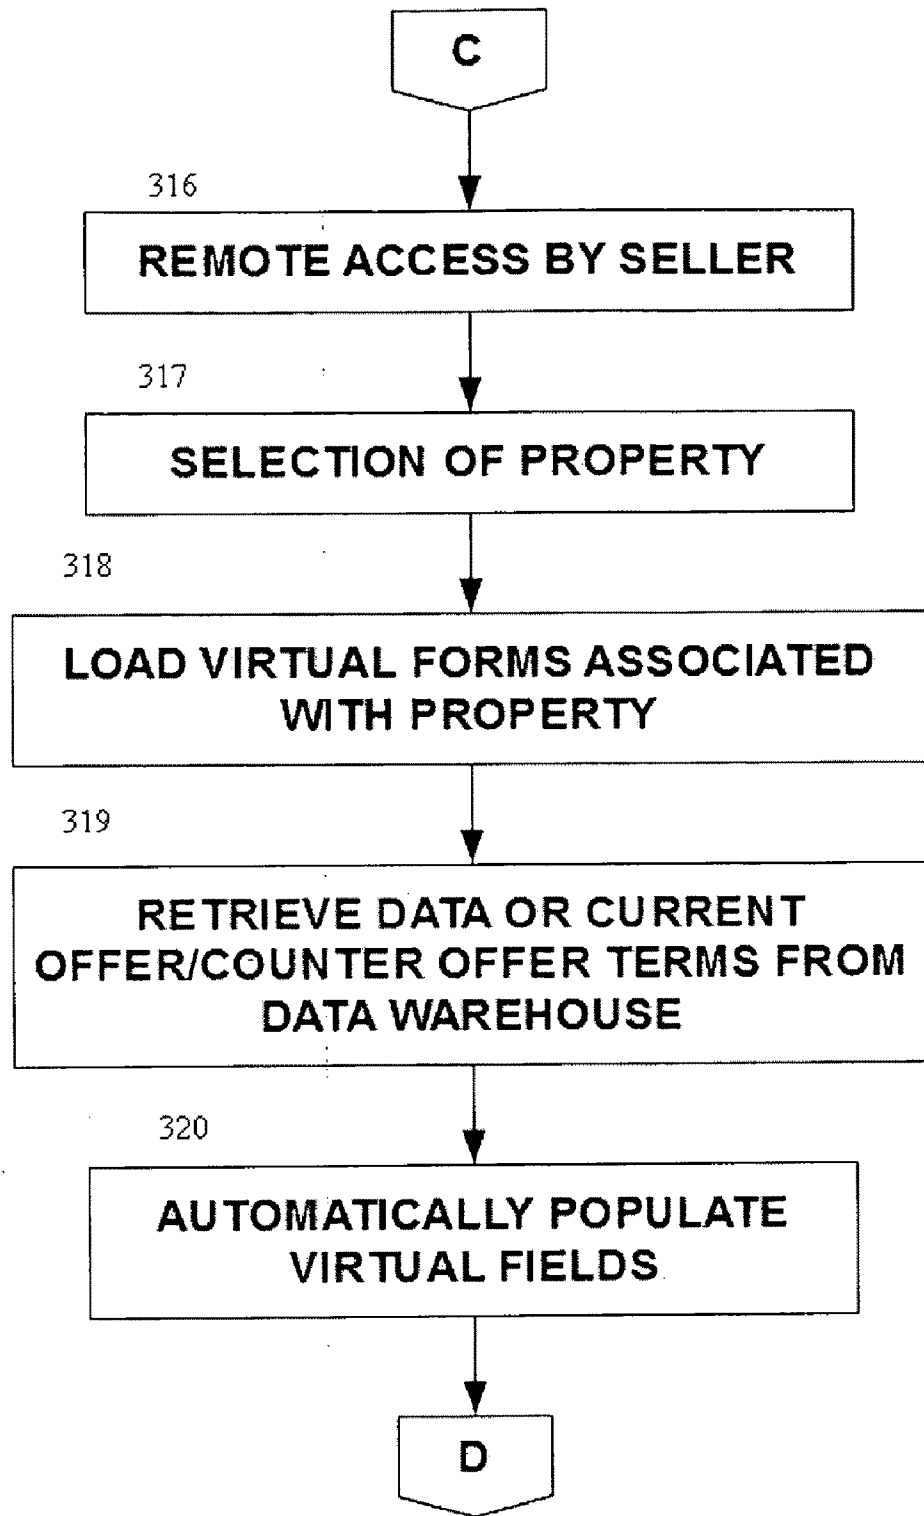 C
316
REMOTE ACCESS BY SELLER
317
SELECTION OF PROPERTY
318
LOAD VIRTUAL FORMS ASSOCIATED
WITH PROPERTY
319
RETRIEVE DATA OR CURRENT
OFFER/COUNTER OFFER TERMS FROM
DATA WAREHOUSE
320
AUTOMATICALLY POPULATE
VIRTUAL FIELDS
D